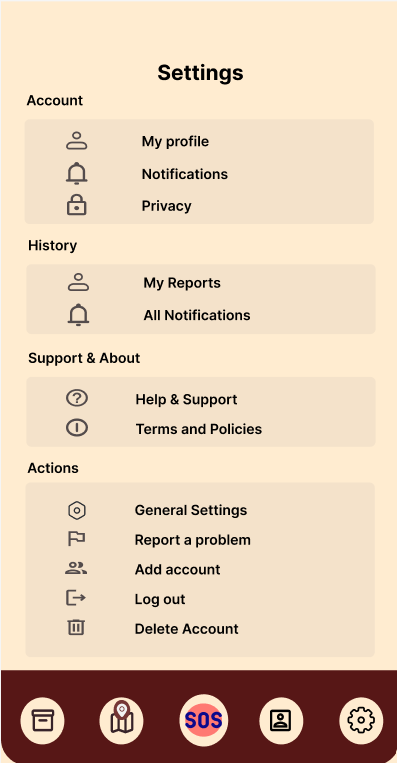 Settings
Account
My profile
Notifications
Privacy
History
My Reports
All Notifications
Support & About
Help & Support
Terms and Policies
Actions
General Settings
Report a problem
Add account
Log out
Delete Account
SOS